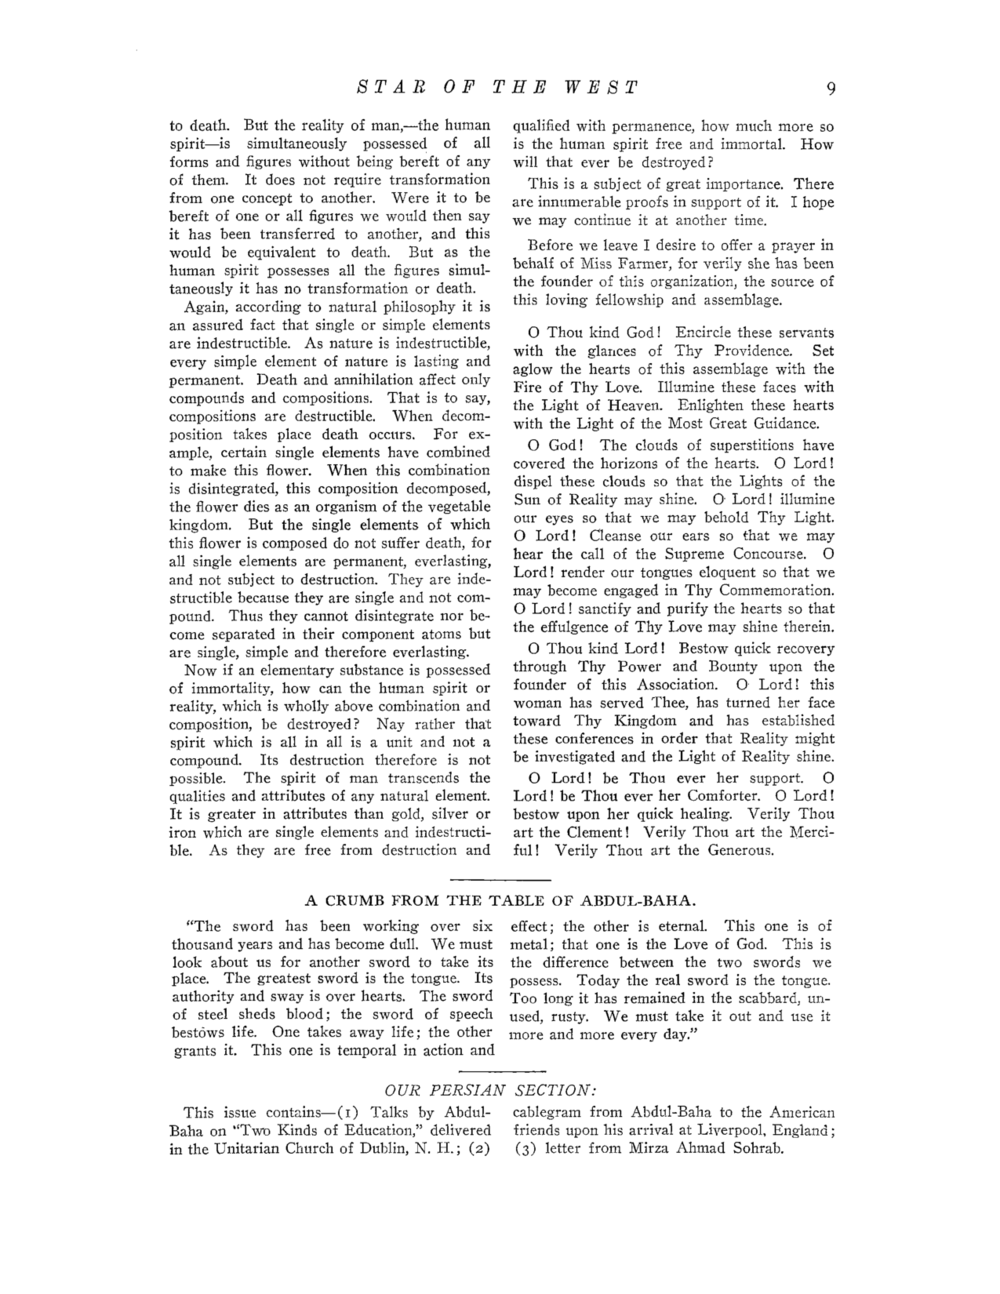 STAR OF THE WEST 9
to death. But the reality of man,—the human
spirit—is simultaneously possessed of all
forms and figures without being bereft of any
of them. It does not require transformation
from one concept to another. Were it to be
bereft of one or all figures we would then say
it has been transferred to another, and this
would be equivalent to death. But as the
human spirit possesses all the figures simul-
taneously it has no transformation or death.
Again, according to natural philosophy it is
an assured fact that single or simple elements
are indestructible. As nature is indestructible,
every simple element of nature is lasting and
permanent. Death and annihilation affect only
compounds and compositions. That is to say,
compositions are destructible. When decom-
position takes place death occurs. For ex-
ample, certain single elements have combined
to make this flower. When this combination
is disintegrated, this composition decomposed,
the flower dies as an organism of the vegetable
kingdom. But the single elements of which
this flower is composed do not suffer death, for
all single elements are permanent, everlasting,
and not subject to destruction. They are inde-
structible because they are single and not com-
pound. Thus they cannot disintegrate nor be-
come separated in their component atoms but
are single, simple and therefore everlasting.
Now if an elementary substance is possessed
of immortality, how can the human spirit or
reality, which is wholly above combination and
composition, be destroyed? Nay rather that
spirit which is all in all is a unit and not a
compound. Its destruction therefore is not
possible. The spirit of man transcends the
qualities and attributes of any natural element.
It is greater in attributes than gold, silver or
iron which are single elements and indestructi-
ble. As they are free from destruction and
qualified with permanence, how much more so
is the human spirit free and immortal. How
will that ever be destroyed?
This is a subject of great importance. There
are innumerable proofs in support of it. I hope
we may continue it at another time.
Before we leave I desire to offer a prayer in
behalf of Miss Farmer, for verily she has been
the founder of this organization, the source of
this loving fellowship and assemblage.
O Thou kind God! Encircle these servants
with the glances of Thy Providence. Set
aglow the hearts of this assemblage with the
Fire of Thy Love. Illumine these faces with
the Light of Heaven. Enlighten these hearts
with the Light of the Most Great Guidance.
O God! The clouds of superstitions have
covered the horizons of the hearts. O Lord!
dispel these clouds so that the Lights of the
Sun of Reality may shine. O Lord! illumine
our eyes so that we may behold Thy Light.
O Lord! Cleanse our ears so that we may
hear the call of the Supreme Concourse. O
Lord! render our tongues eloquent so that we
may become engaged in Thy Commemoration.
O Lord! sanctify and purify the hearts so that
the effulgence of Thy Love may shine therein.
O Thou kind Lord! Bestow quick recovery
through Thy Power and Bounty upon the
founder of this Association. O Lord! this
woman has served Thee, has turned her face
toward Thy Kingdom and has established
these conferences in order that Reality might
be investigated and the Light of Reality shine.
O Lord! be Thou ever her support. O
Lord! be Thou ever her Comforter. O Lord!
bestow upon her quick healing. Verily Thou
art the Clement! Verily Thou art the Merci-
ful! Verily Thou art the Generous.
A CRUMB FROM THE TABLE OF ABDUL-BAHA.
"The sword has been working over six
thousand years and has become dull. We must
look about us for another sword to take its
place. The greatest sword is the tongue. Its
authority and sway is over hearts. The sword
of steel sheds blood; the sword of speech
bestows life. One takes away life; the other
grants it. This one is temporal in action and
effect; the other is eternal. This one is of
metal; that one is the Love of God. This is
the difference between the two swords we
possess. Today the real sword is the tongue.
Too long it has remained in the scabbard, un-
used, rusty. We must take it out and use it
more and more every day."
OUR PERSIAN SECTION:
This issue contains—(1) Talks by Abdul-
Baha on "Two Kinds of Education," delivered
in the Unitarian Church of Dublin, N. H.; (2)
cablegram from Abdul-Baha to the American
friends upon his arrival at Liverpool, England;
(3) letter from Mirza Ahmad Sohrab.